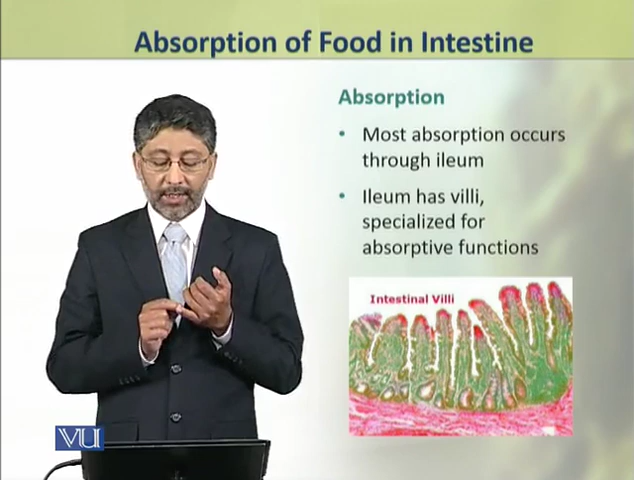 Absorption of Food in Intestine
Absorption
• Most absorption occurs
through ileum
• Ileum has villi,
specialized for
absorptive functions
Intestinal Villi
VU